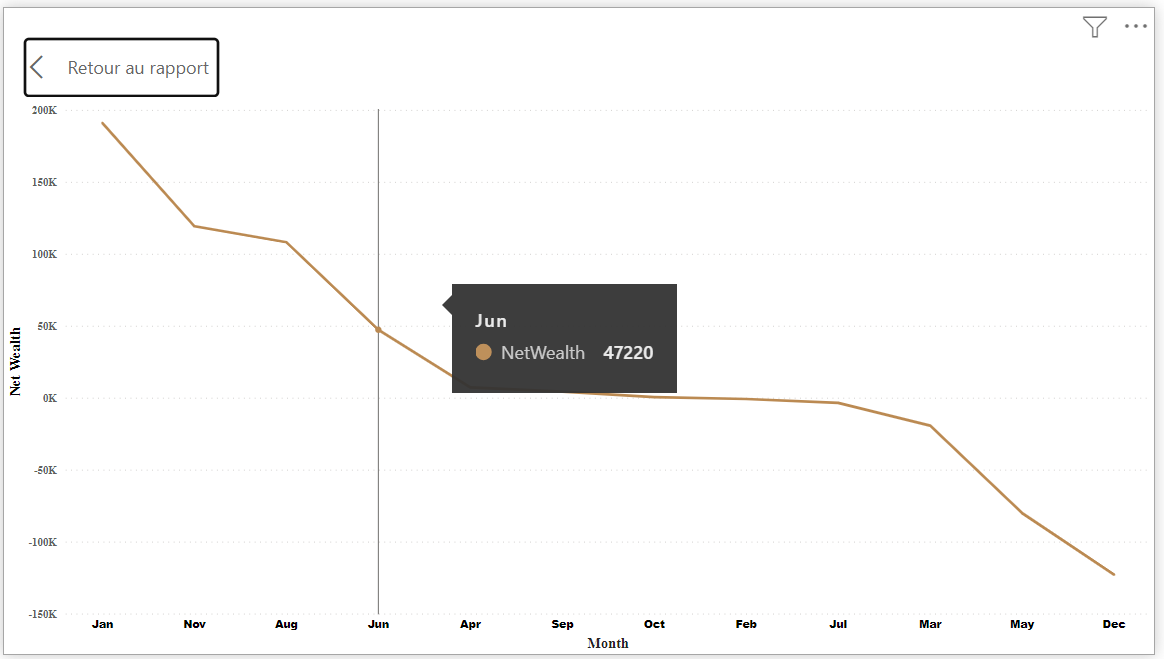 Retour au rapport
200K
150K
100K
50K
0K
-50K
-100K
-150K
Net Wealth
Jun
NetWealth 47220
Jan Nov Aug Jun Apr Sep Oct Feb Jul Mar May Dec
Month